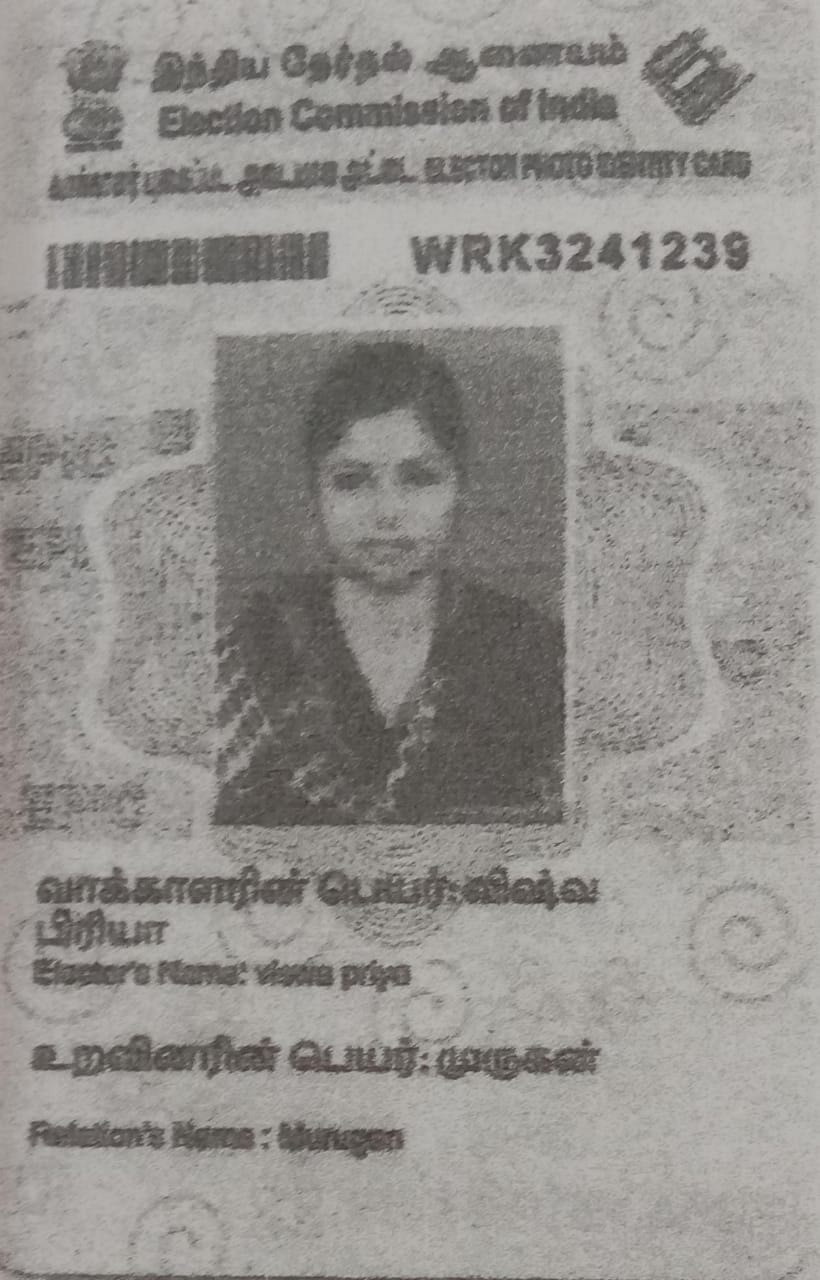 இந்திய தேர்தல் ஆணையம்
Election Commission of India
ELECTOR PHOTO IDENTITY CARD
WRK3241239
வாக்காளரின் பெயர்: விஷ்வ
பிரியா
Elector's Name: viswa priya
உறவினரின் பெயர்: முருகன்
Relation's Name : Murugan